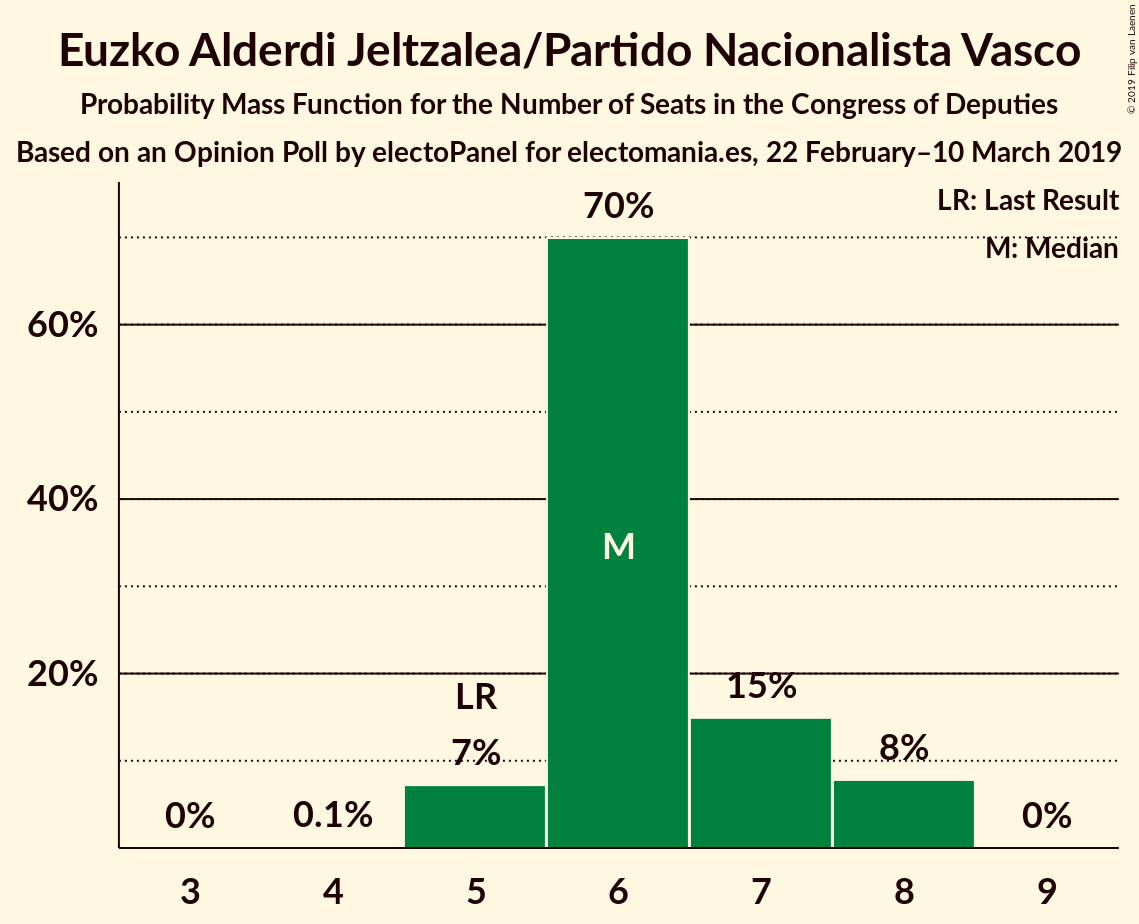 Euzko Alderdi Jeltzalea/Partido Nacionalista Vasco
Probability Mass Function for the Number of Seats in the Congress of Deputies
Based on an Opinion Poll by electoPanel for electomania.es, 22 February–10 March 2019
© 2019 Filip van Laenen
LR: Last Result
M: Median
70%
60%
40%
M
20%
LR
15%
7%
8%
0%
0.1%
0%
3 4 5 6 7 8 9